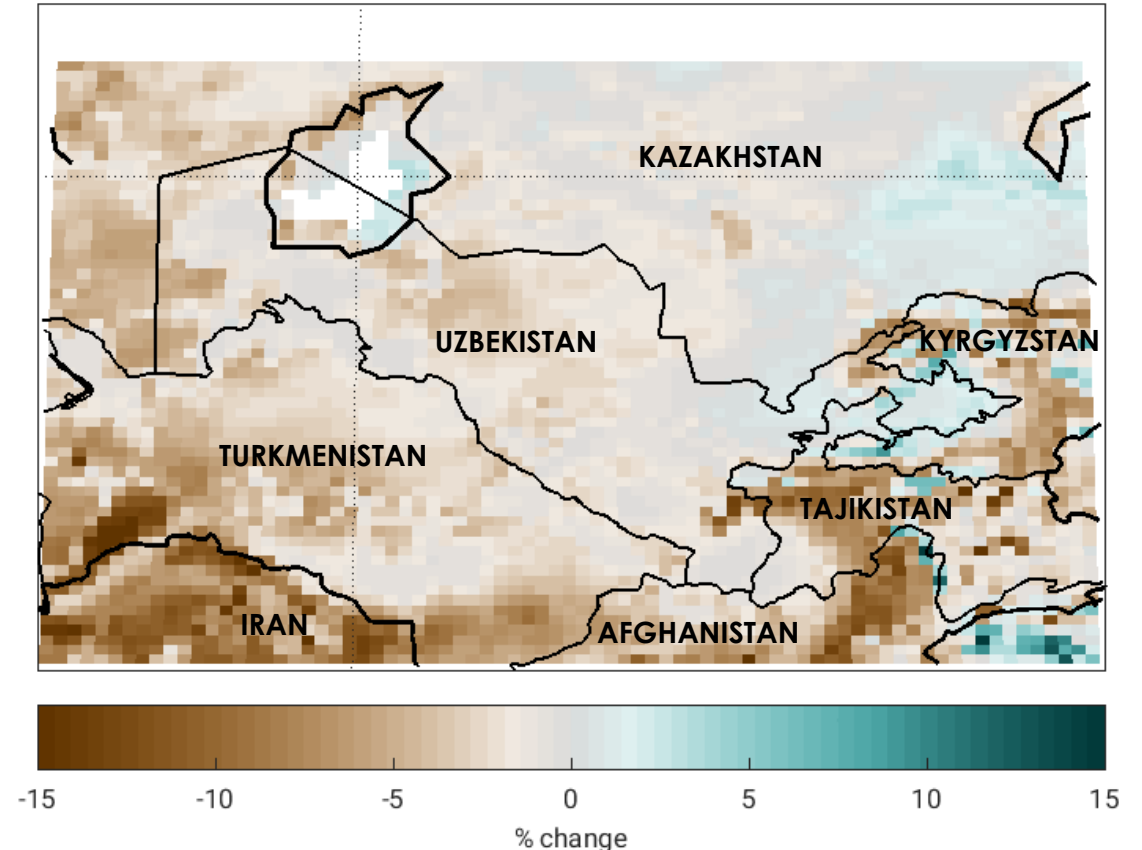 KAZAKHSTAN
UZBEKISTAN
KYRGYZSTAN
TURKMENISTAN
TAJIKISTAN
IRAN
AFGHANISTAN
-15 -10 -5 0 5 10 15
% change